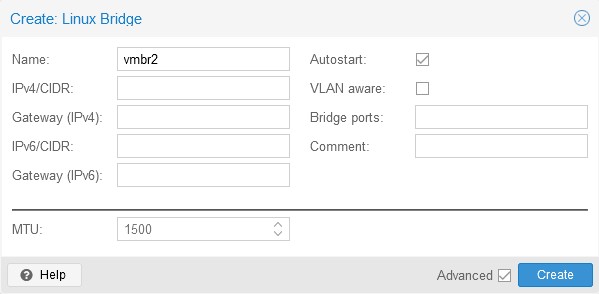 Create: Linux Bridge
Name: vmbr2 Autostart:
IPv4/CIDR: VLAN aware:
Gateway (IPv4): Bridge ports:
IPv6/CIDR: Comment:
Gateway (IPv6):
MTU: 1500
Help Advanced Create